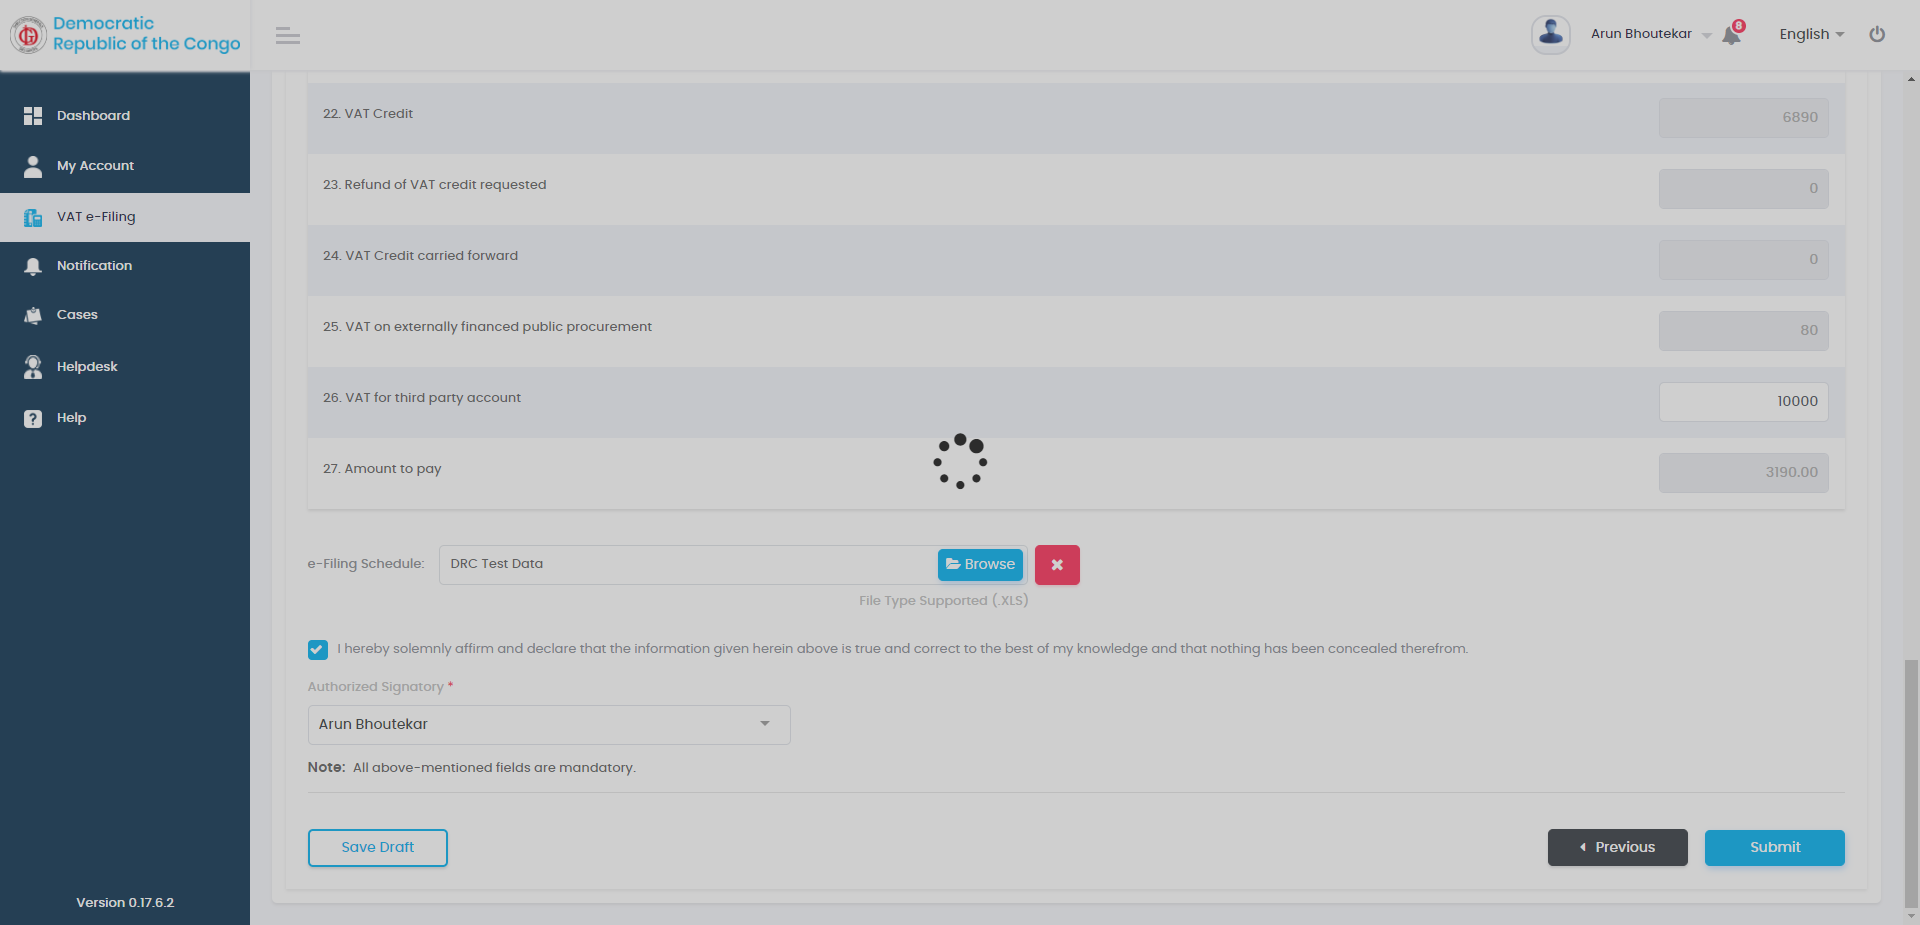 Democratic
Republic of the Congo
Arun Bhoutekar
8
English
Dashboard
My Account
VAT e-Filing
Notification
Cases
Helpdesk
Help
Version 0.17.6.2
22. VAT Credit
6890
23. Refund of VAT credit requested
0
24. VAT Credit carried forward
0
25. VAT on externally financed public procurement
80
26. VAT for third party account
10000
27. Amount to pay
3190.00
e-Filing Schedule:
DRC Test Data
Browse
File Type Supported (.XLS)
I hereby solemnly affirm and declare that the information given herein above is true and correct to the best of my knowledge and that nothing has been concealed therefrom.
Authorized Signatory *
Arun Bhoutekar
Note: All above-mentioned fields are mandatory.
Save Draft
Previous
Submit